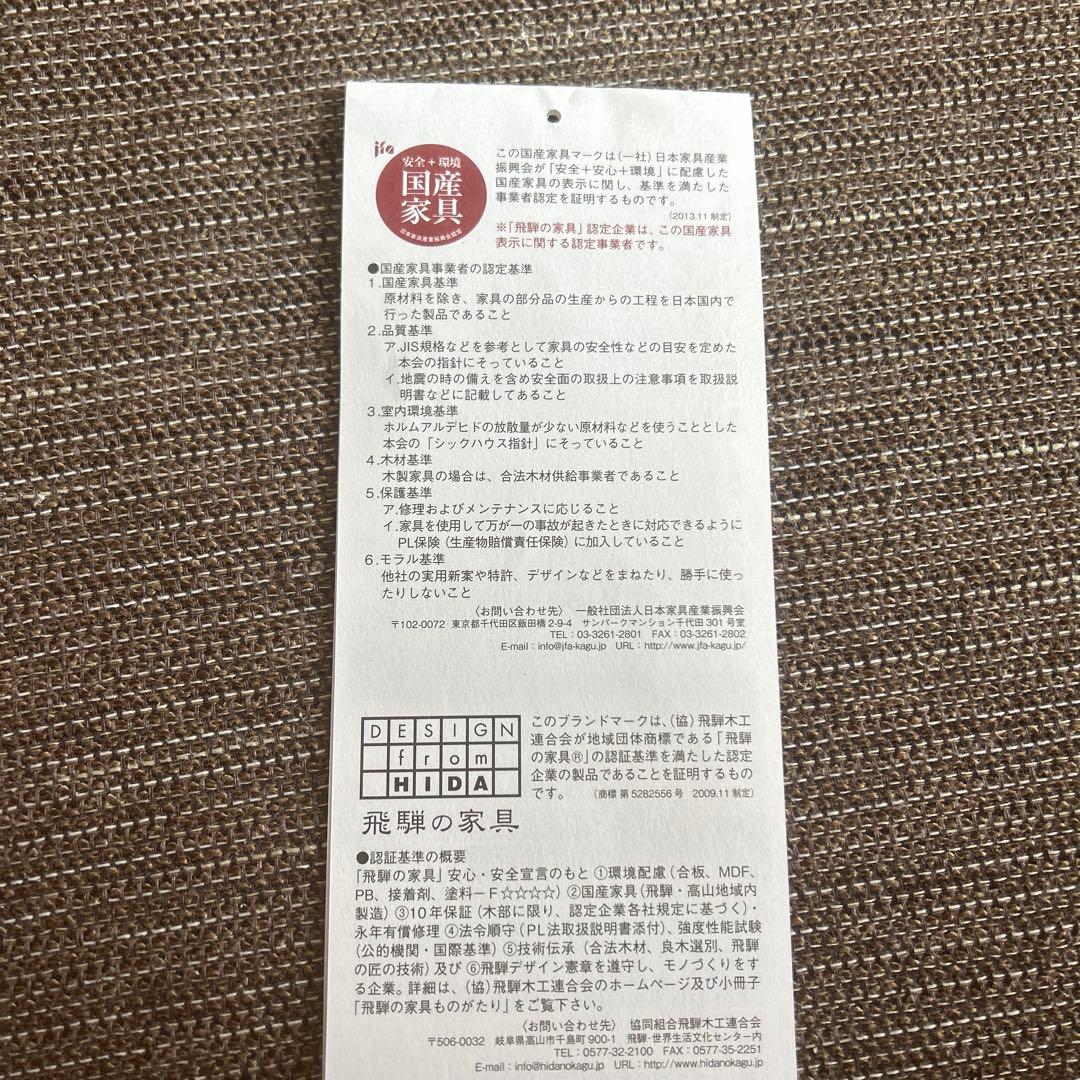 jfa
安全＋環境
国産
家具
日本家具産業振興会認定
この国産家具マークは(一社)日本家具産業
振興会が「安全＋安心＋環境」に配慮した
国産家具の表示に関し、基準を満たした
事業者認定を証明するものです。
(2013.11 制定)
※「飛騨の家具」認定企業は、この国産家具
表示に関する認定事業者です。
●国産家具事業者の認定基準
1.国産家具基準
原材料を除き、家具の部分品の生産からの工程を日本国内で
行った製品であること
2.品質基準
ア.JIS規格などを参考として家具の安全性などの目安を定めた
本会の指針にそっていること
イ.地震の時の備えを含め安全面の取扱上の注意事項を取扱説
明書などに記載してあること
3.室内環境基準
ホルムアルデヒドの放散量が少ない原材料などを使うこととした
本会の「シックハウス指針」にそっていること
4.木材基準
木製家具の場合は、合法木材供給事業者であること
5.保護基準
ア.修理およびメンテナンスに応じること
イ.家具を使用して万が一の事故が起きたときに対応できるように
PL保険(生産物賠償責任保険)に加入していること
6.モラル基準
他社の実用新案や特許、デザインなどをまねたり、勝手に使っ
たりしないこと
〈お問い合わせ先〉 一般社団法人日本家具産業振興会
〒102-0072 東京都千代田区飯田橋 2-9-4 サンパークマンション千代田 301 号室
TEL：03-3261-2801 FAX：03-3261-2802
E-mail：info@jfa-kagu.jp URL：http://www.jfa-kagu.jp/
DESIGN
from
HIDA
飛騨の家具
このブランドマークは、(協)飛騨木工
連合会が地域団体商標である「飛騨
の家具®」の認証基準を満たした認定
企業の製品であることを証明するもの
です。 (商標 第 5282556 号 2009.11 制定)
●認証基準の概要
「飛騨の家具」安心・安全宣言のもと ①環境配慮(合板、MDF、
PB、接着剤、塗料－F☆☆☆☆) ②国産家具(飛騨・高山地域内
製造) ③10 年保証(木部に限り、認定企業各社規定に基づく)・
永年有償修理 ④法令順守(PL法取扱説明書添付)、強度性能試験
(公的機関・国際基準) ⑤技術伝承(合法木材、良木選別、飛騨
の匠の技術)及び ⑥飛騨デザイン憲章を遵守し、モノづくりをす
る企業。詳細は、(協)飛騨木工連合会のホームページ及び小冊子
「飛騨の家具ものがたり」をご覧下さい。
〈お問い合わせ先〉 協同組合飛騨木工連合会
〒506-0032 岐阜県高山市千島町 900-1 飛騨・世界生活文化センター内
TEL：0577-32-2100 FAX：0577-35-2251
E-mail：info@hidanokagu.jp URL：http://www.hidanokagu.jp/